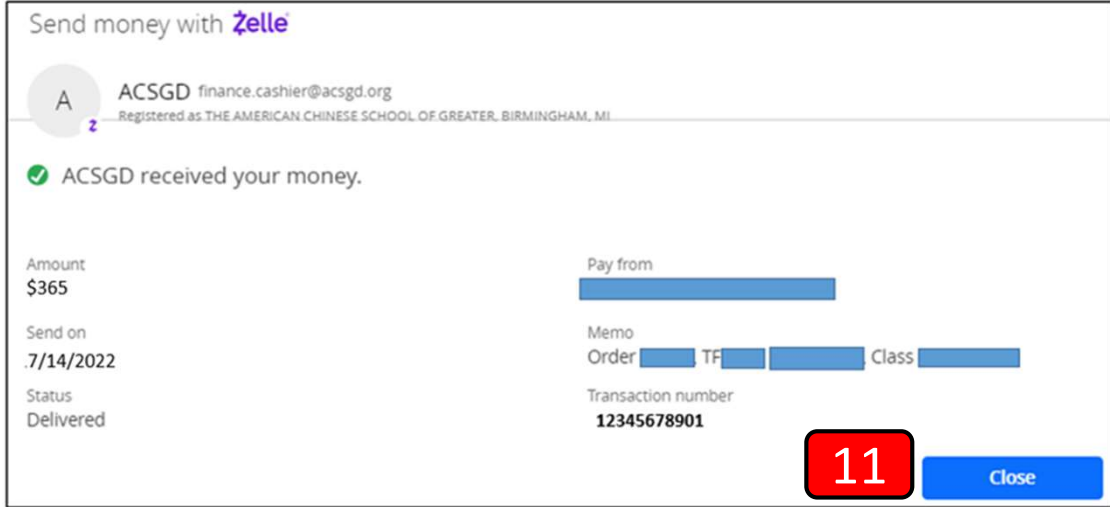 Send money with Zelle
A
ACSGD finance.cashier@acsgd.org
z
Registered as THE AMERICAN CHINESE SCHOOL OF GREATER, BIRMINGHAM, MI
ACSGD received your money.
Amount
$365
Pay from
Send on
.7/14/2022
Memo
Order , TF , Class
Status
Delivered
Transaction number
12345678901
11
Close